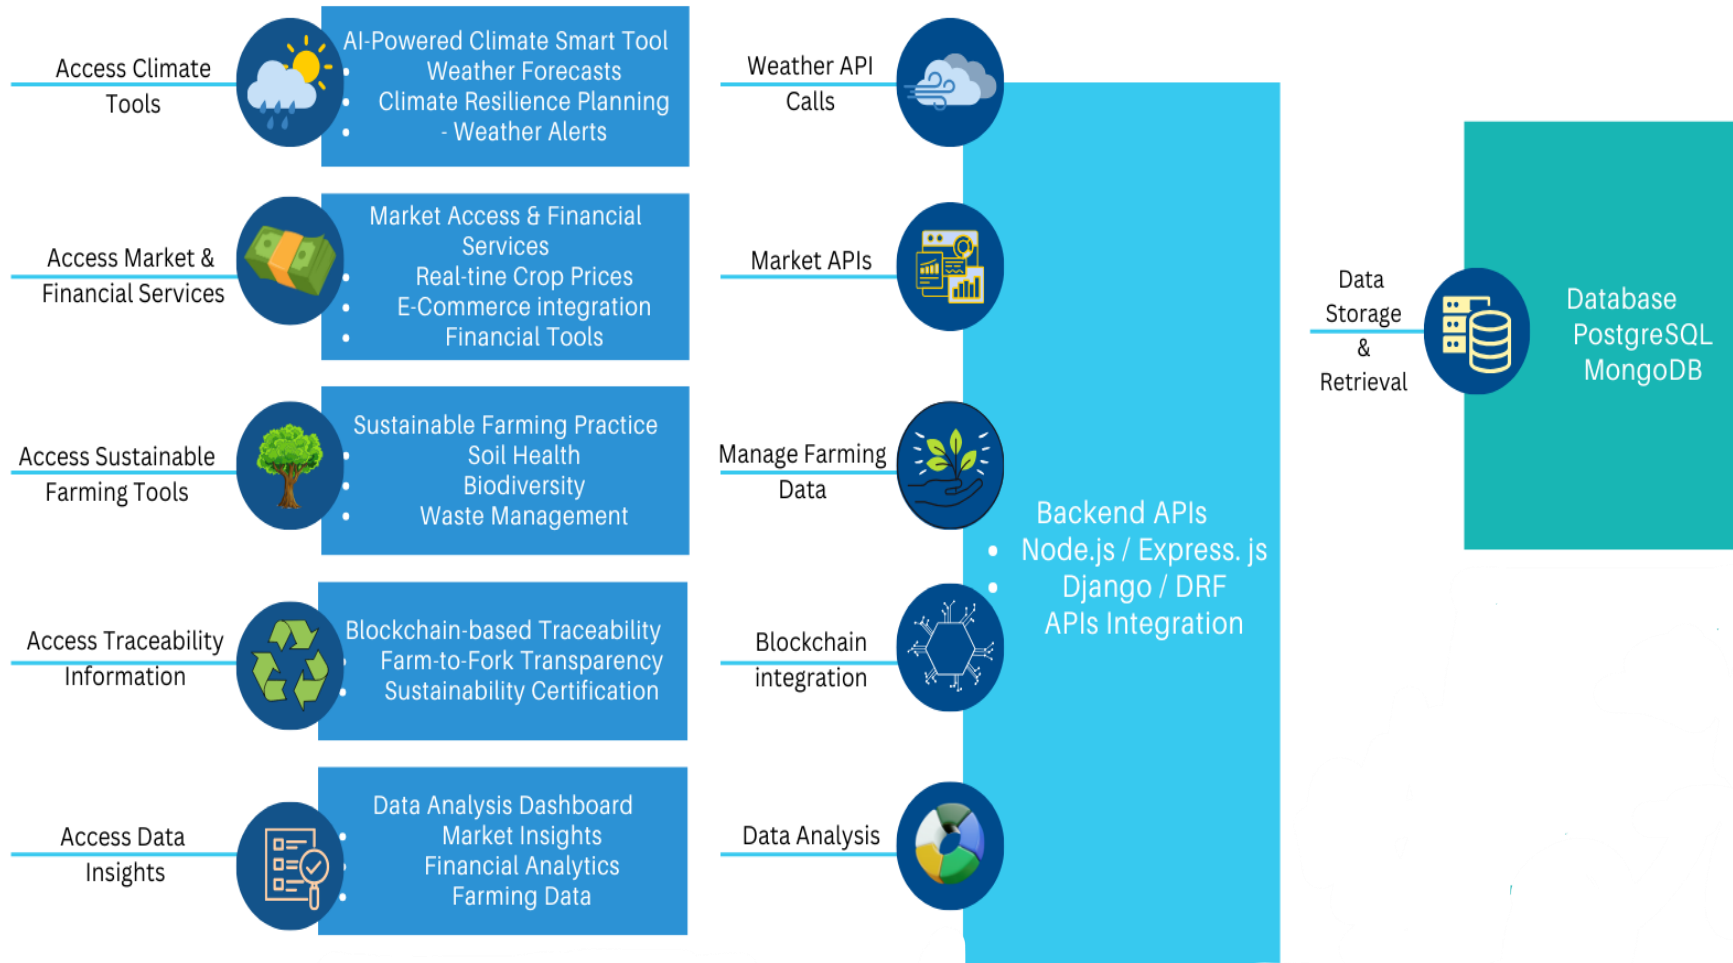 Access Climate
Tools
AI-Powered Climate Smart Tool
Weather Forecasts
Climate Resilience Planning
- Weather Alerts
Access Market &
Financial Services
Market Access & Financial
Services
Real-tine Crop Prices
E-Commerce integration
Financial Tools
Access Sustainable
Farming Tools
Sustainable Farming Practice
Soil Health
Biodiversity
Waste Management
Access Traceability
Information
Blockchain-based Traceability
Farm-to-Fork Transparency
Sustainability Certification
Access Data
Insights
Data Analysis Dashboard
Market Insights
Financial Analytics
Farming Data
Weather API
Calls
Market APIs
Manage Farming
Data
Blockchain
integration
Data Analysis
Backend APIs
Node.js / Express. js
Django / DRF
APIs Integration
Data
Storage
&
Retrieval
Database
PostgreSQL
MongoDB